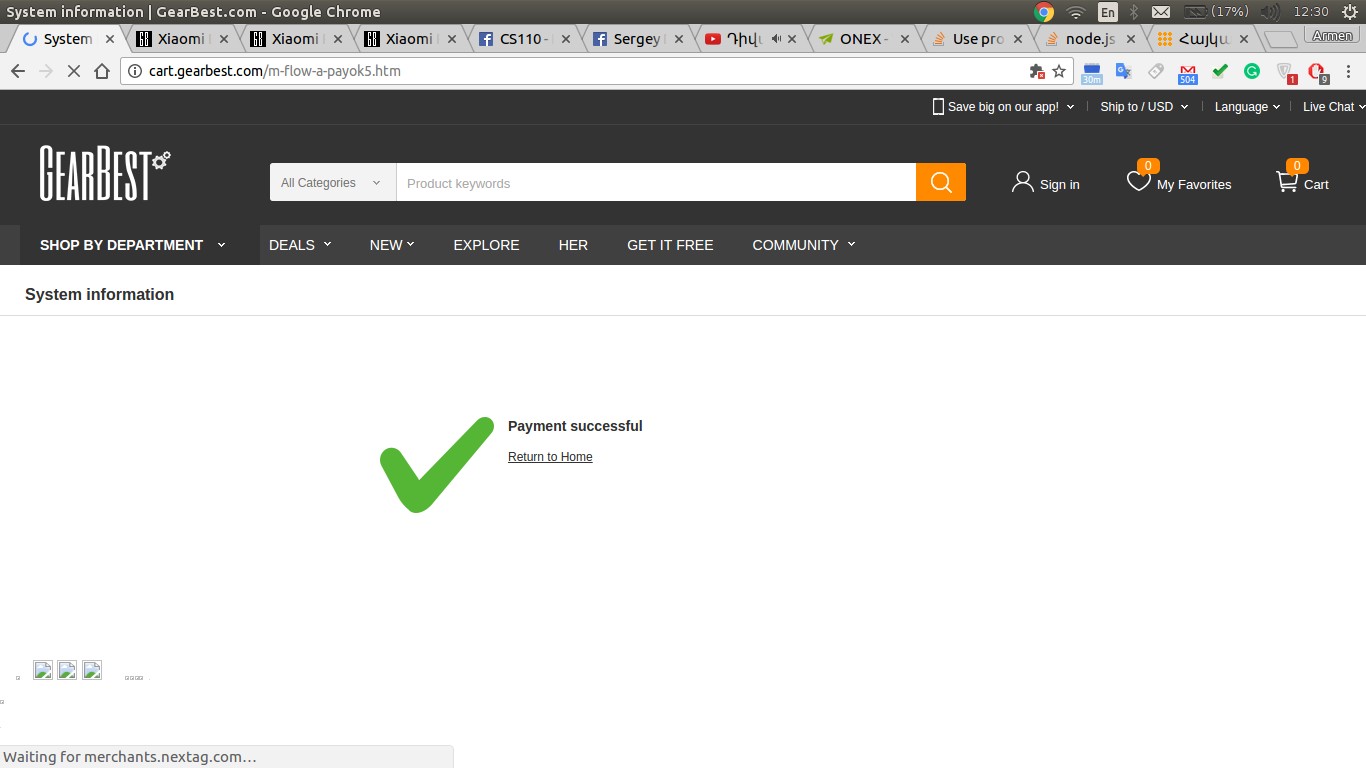 System information | GearBest.com - Google Chrome
En
(17%)
12:30
System
Xiaomi
Xiaomi
Xiaomi
CS110 -
Sergey
ONEX -
Use pro
node.js
Հայկա
Armen
cart.gearbest.com/m-flow-a-payok5.htm
30m
504
1
9
Save big on our app!
Ship to / USD
Language
Live Chat
GEARBEST
All Categories
Product keywords
Sign in
0
My Favorites
0
Cart
SHOP BY DEPARTMENT
DEALS
NEW
EXPLORE
HER
GET IT FREE
COMMUNITY
System information
Payment successful
Return to Home
Waiting for merchants.nextag.com…